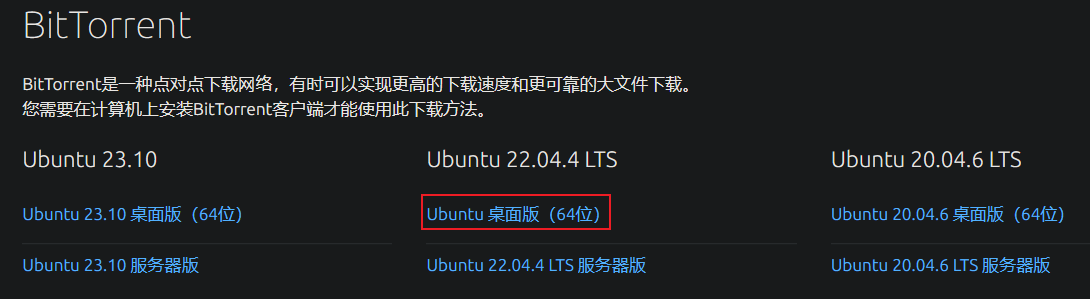 BitTorrent
BitTorrent是一种点对点下载网络，有时可以实现更高的下载速度和更可靠的大文件下载。
您需要在计算机上安装BitTorrent客户端才能使用此下载方法。
Ubuntu 23.10
Ubuntu 22.04.4 LTS
Ubuntu 20.04.6 LTS
Ubuntu 23.10 桌面版（64位）
Ubuntu 桌面版（64位）
Ubuntu 20.04.6 桌面版（64位）
Ubuntu 23.10 服务器版
Ubuntu 22.04.4 LTS 服务器版
Ubuntu 20.04.6 LTS 服务器版